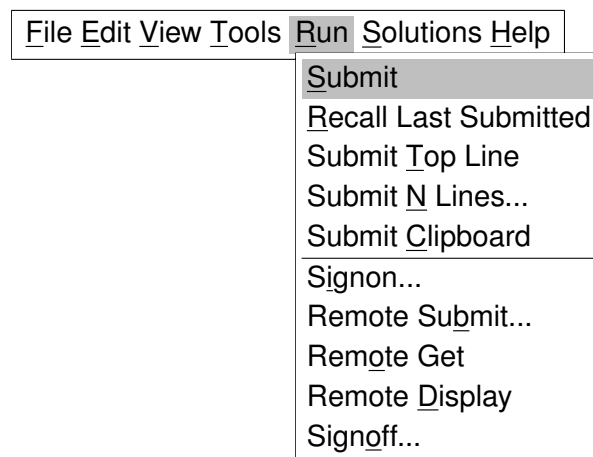 File Edit View Tools Run Solutions Help
Submit
Recall Last Submitted
Submit Top Line
Submit N Lines...
Submit Clipboard
Signon...
Remote Submit...
Remote Get
Remote Display
Signoff...